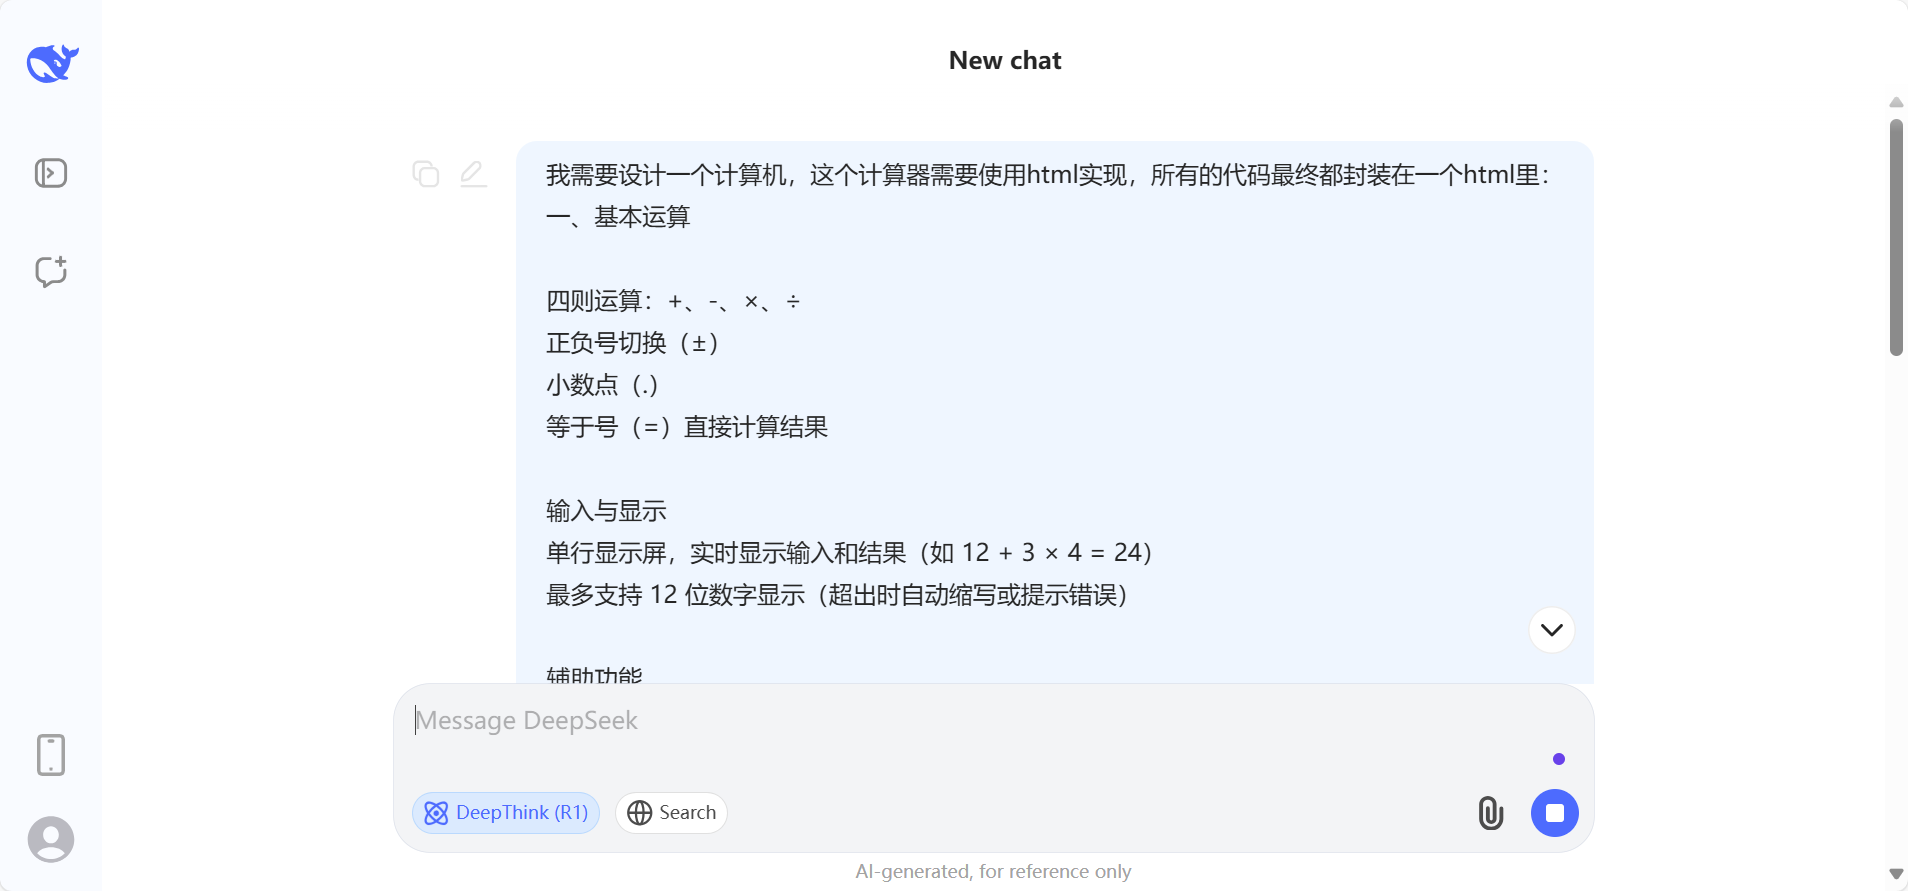 New chat
我需要设计一个计算机，这个计算器需要使用html实现，所有的代码最终都封装在一个html里：
一、基本运算
四则运算：+、-、×、÷
正负号切换（±）
小数点（.）
等于号（=）直接计算结果
输入与显示
单行显示屏，实时显示输入和结果（如 12 + 3 × 4 = 24）
最多支持 12 位数字显示（超出时自动缩写或提示错误）
辅助功能
Message DeepSeek
DeepThink (R1)
Search
AI-generated, for reference only